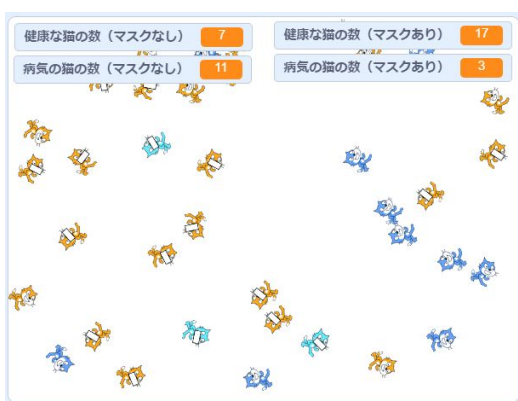 健康な猫の数（マスクなし） 7
健康な猫の数（マスクあり） 17
病気の猫の数（マスクなし） 11
病気の猫の数（マスクあり） 3